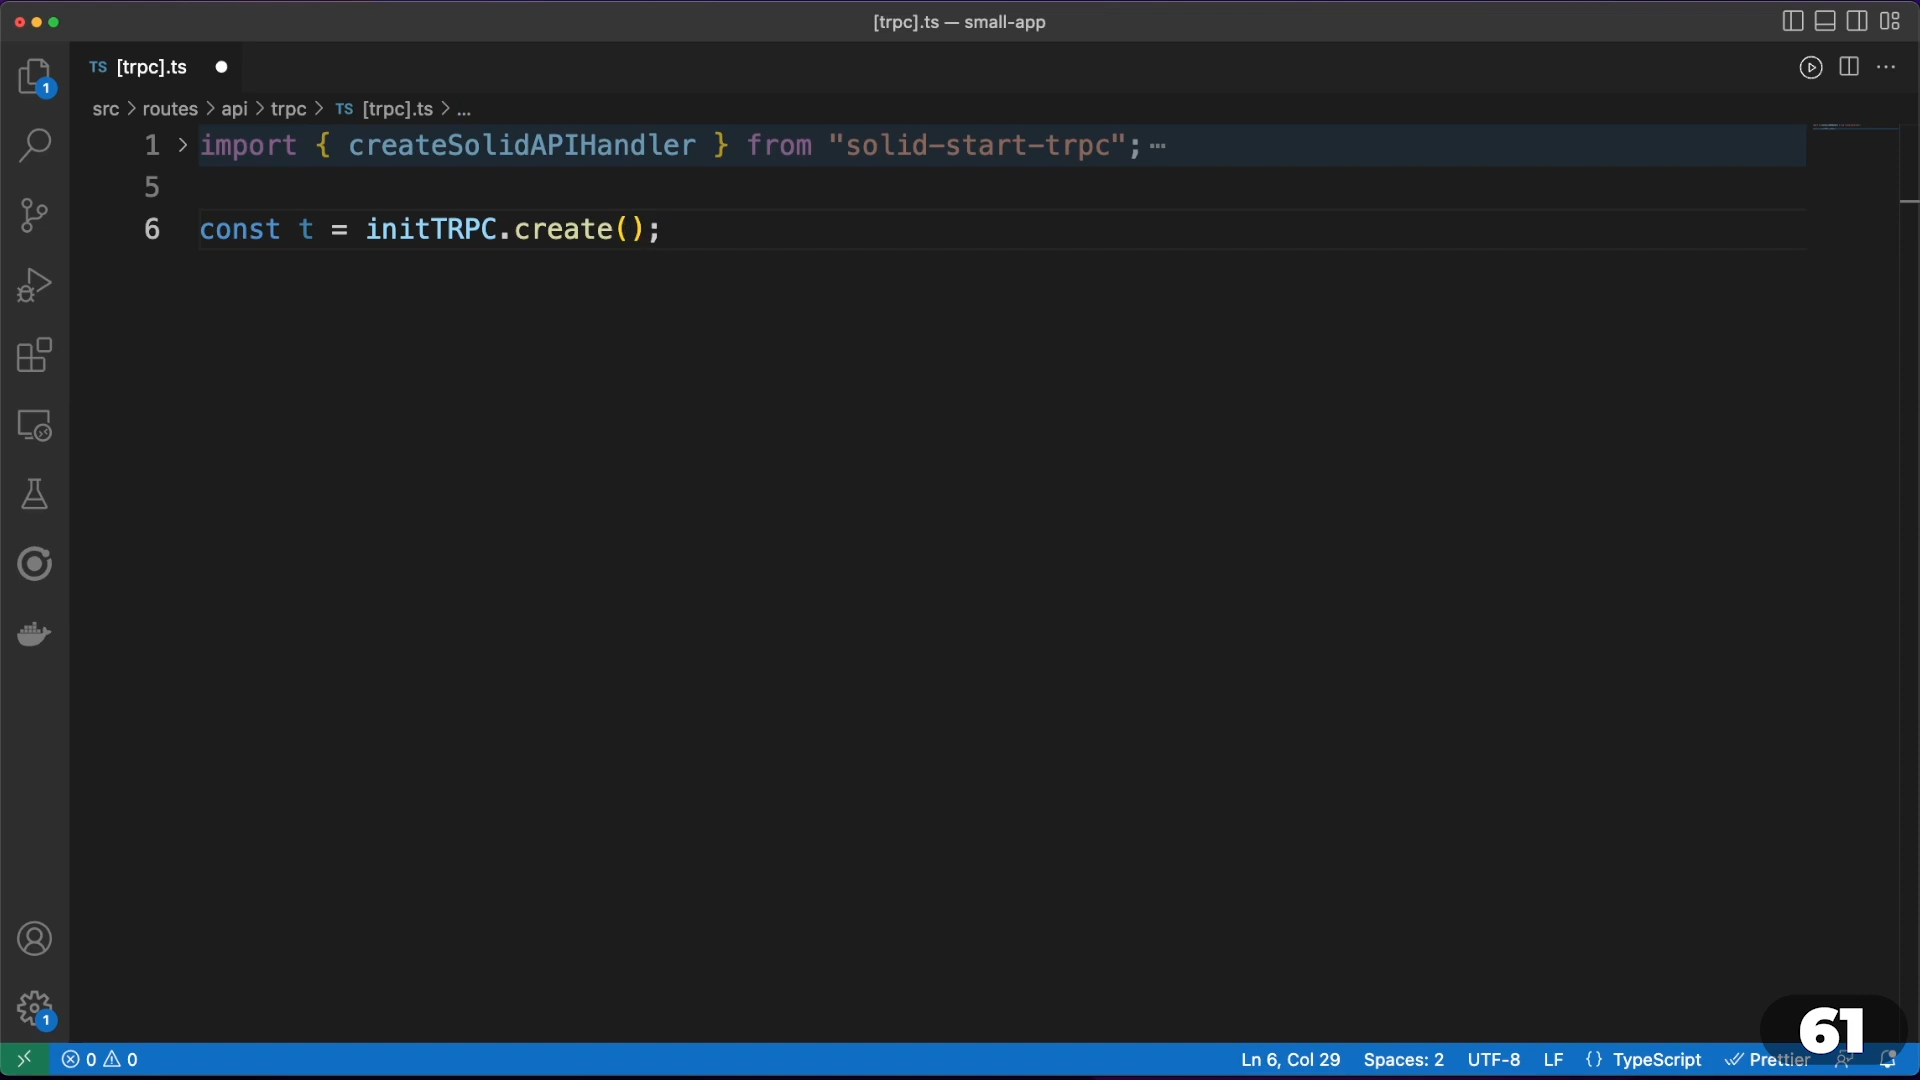 [trpc].ts — small-app
TS [trpc].ts
1
src > routes > api > trpc > TS [trpc].ts > ...
1 > import { createSolidAPIHandler } from "solid-start-trpc"; ⋯
5
6 const t = initTRPC.create();
1
61
0 0 Ln 6, Col 29 Spaces: 2 UTF-8 LF {} TypeScript Prettier